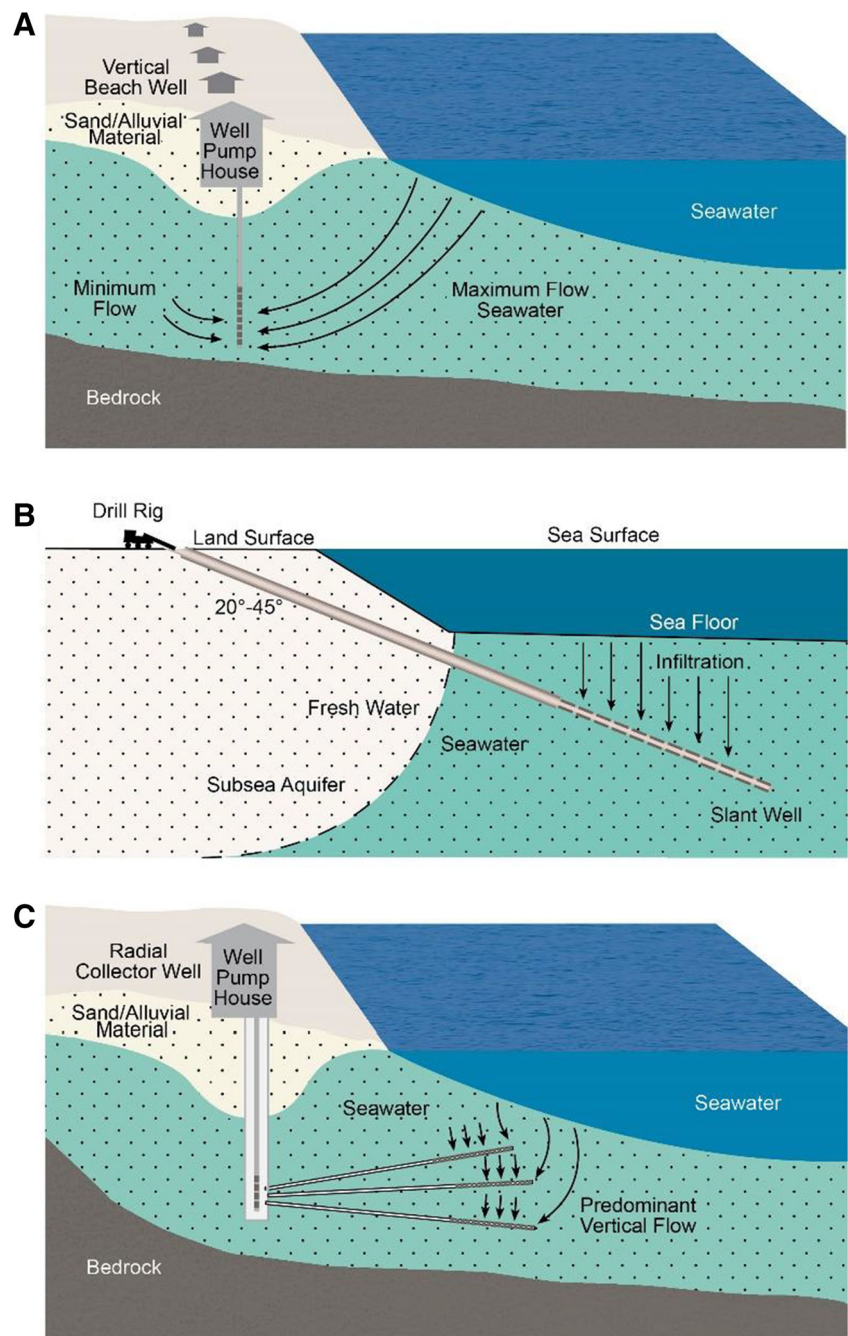 A
Vertical
Beach Well
Sand/Alluvial
Material
Well
Pump
House
Seawater
Minimum
Flow
Maximum Flow
Seawater
Bedrock
B
Drill Rig
Land Surface
Sea Surface
20°-45°
Sea Floor
Infiltration
Fresh Water
Seawater
Subsea Aquifer
Slant Well
C
Radial
Collector Well
Well
Pump
House
Sand/Alluvial
Material
Seawater
Seawater
Predominant
Vertical Flow
Bedrock